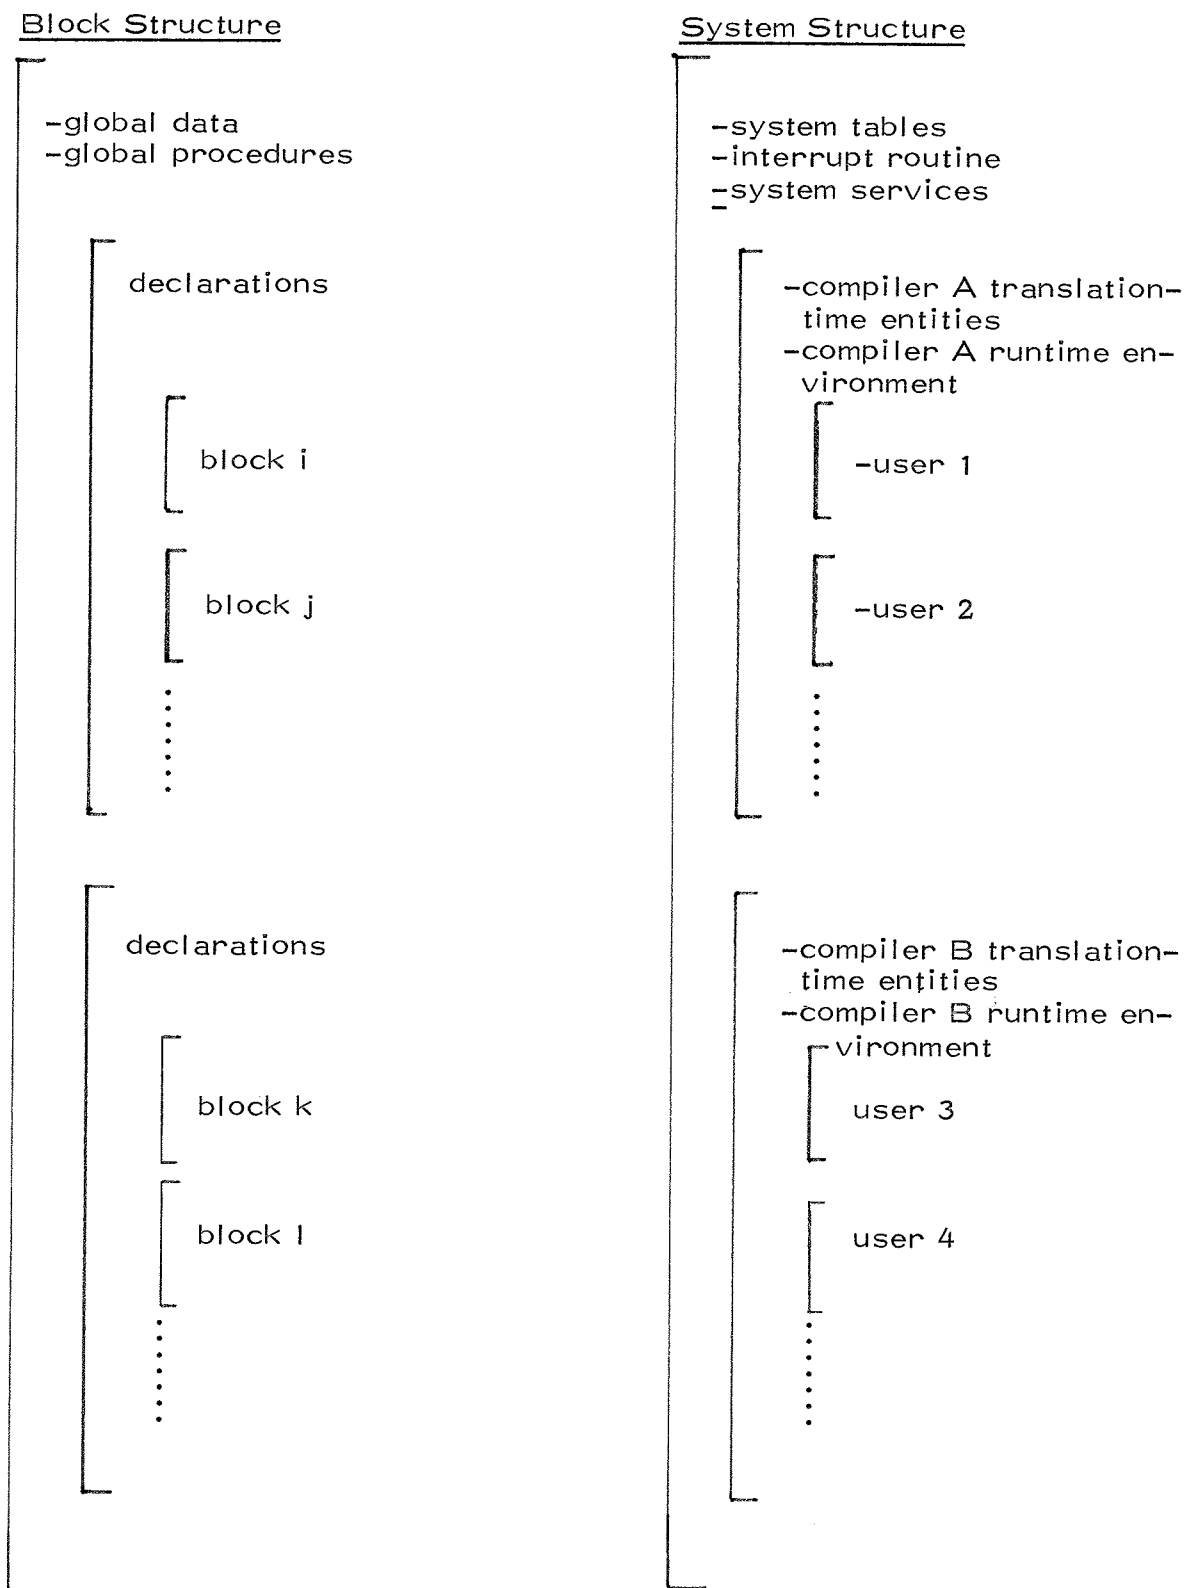 Block Structure
-global data
-global procedures
declarations
block i
block j
declarations
block k
block l
System Structure
-system tables
-interrupt routine
-system services
-compiler A translation-
time entities
-compiler A runtime en-
vironment
-user 1
-user 2
-compiler B translation-
time entities
-compiler B runtime en-
vironment
user 3
user 4